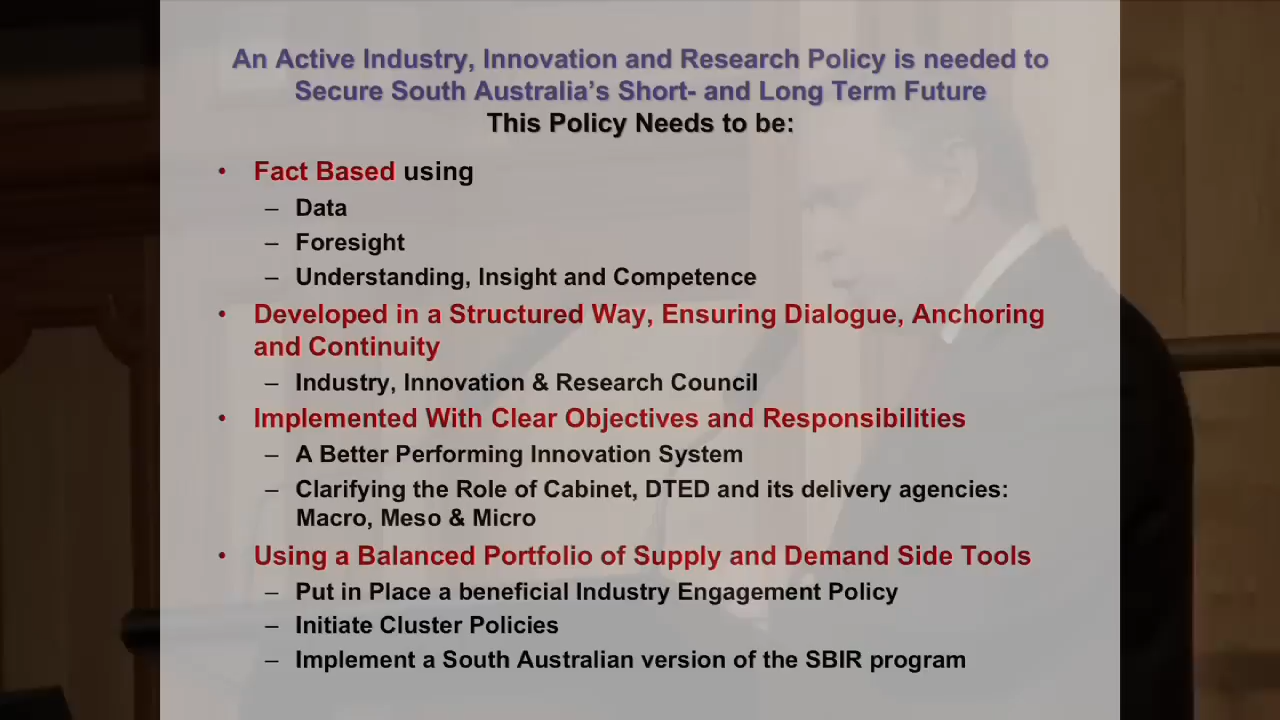 An Active Industry, Innovation and Research Policy is needed to
Secure South Australia's Short- and Long Term Future
This Policy Needs to be:
• Fact Based using
– Data
– Foresight
– Understanding, Insight and Competence
• Developed in a Structured Way, Ensuring Dialogue, Anchoring
and Continuity
– Industry, Innovation & Research Council
• Implemented With Clear Objectives and Responsibilities
– A Better Performing Innovation System
– Clarifying the Role of Cabinet, DTED and its delivery agencies:
Macro, Meso & Micro
• Using a Balanced Portfolio of Supply and Demand Side Tools
– Put in Place a beneficial Industry Engagement Policy
– Initiate Cluster Policies
– Implement a South Australian version of the SBIR program